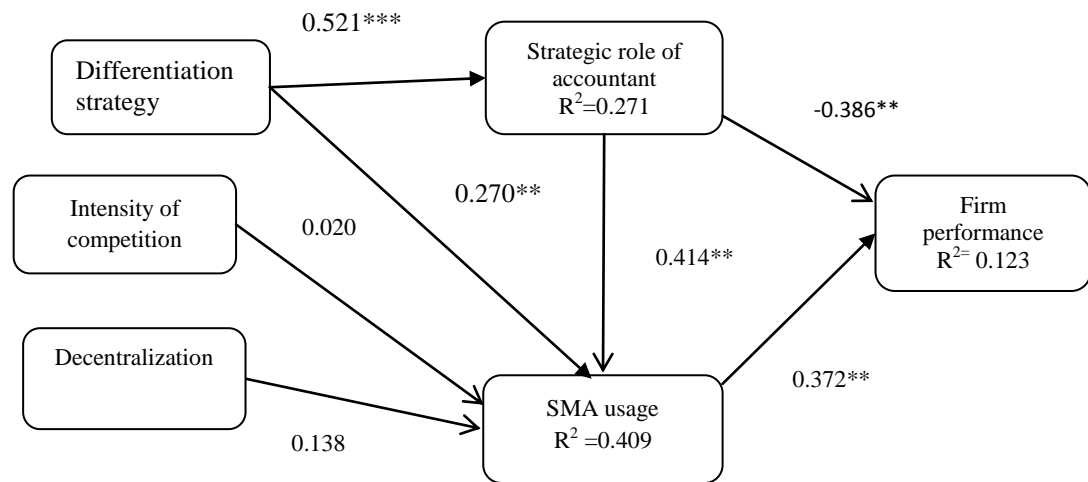 0.521***
Differentiation
strategy
Strategic role of
accountant
R²=0.271
-0.386**
0.270**
Intensity of
competition
0.020
0.414**
Firm
performance
R²⁼ 0.123
Decentralization
0.138
SMA usage
R² =0.409
0.372**